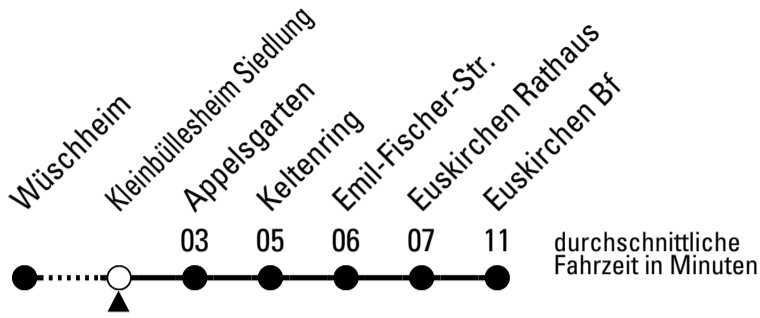 Wüschheim
Kleinbüllesheim Siedlung
Appelsgarten
Keltenring
Emil-Fischer-Str.
Euskirchen Rathaus
Euskirchen Bf
03 05 06 07 11
durchschnittliche
Fahrzeit in Minuten